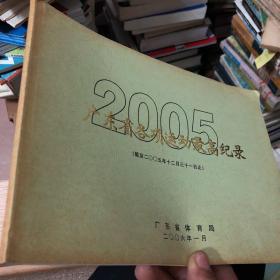 2005
广东省各项运动最高纪录
(截至二〇〇五年十二月三十一日止)
广东省体育局
二〇〇六年一月